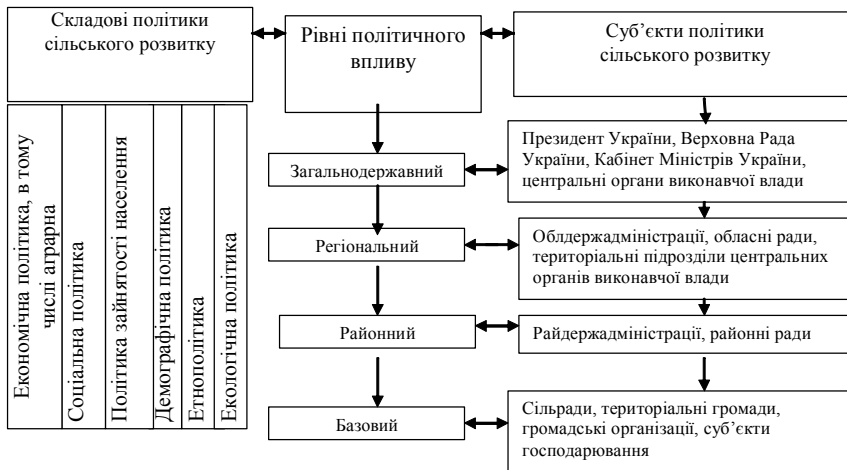 Складові політики
сільського розвитку
Рівні політичного
впливу
Суб’єкти політики
сільського розвитку
Економічна політика, в тому
числі аграрна
Соціальна політика
Політика зайнятості населення
Демографічна політика
Етнополітика
Екологічна політика
Загальнодержавний
Президент України, Верховна Рада
України, Кабінет Міністрів України,
центральні органи виконавчої влади
Регіональний
Облдержадміністрації, обласні ради,
територіальні підрозділи центральних
органів виконавчої влади
Районний
Райдержадміністрації, районні ради
Базовий
Сільради, територіальні громади,
громадські організації, суб’єкти
господарювання